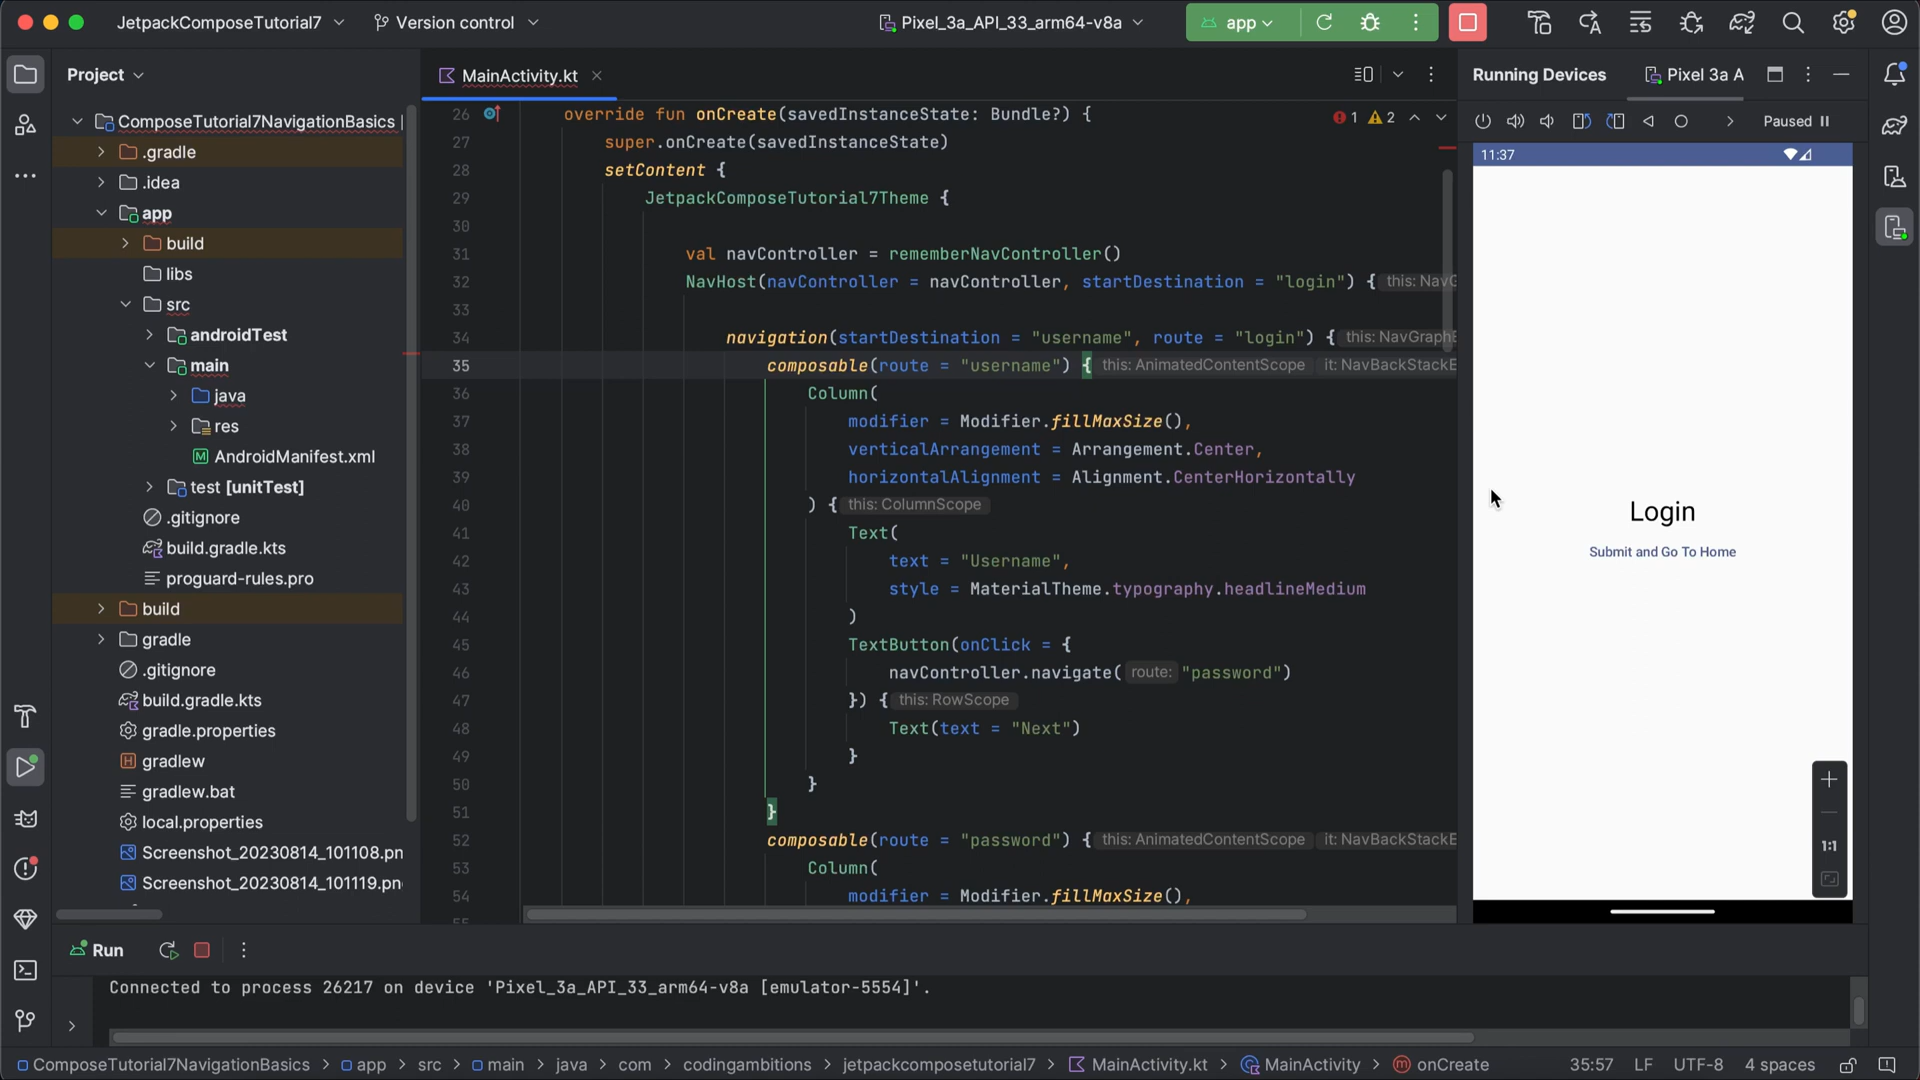 JetpackComposeTutorial7
Version control
Pixel_3a_API_33_arm64-v8a
app
Project
MainActivity.kt
Running Devices
Pixel 3a A
ComposeTutorial7NavigationBasics
.gradle
.idea
app
build
libs
src
androidTest
main
java
res
AndroidManifest.xml
test [unitTest]
.gitignore
build.gradle.kts
proguard-rules.pro
build
gradle
.gitignore
build.gradle.kts
gradle.properties
gradlew
gradlew.bat
local.properties
Screenshot_20230814_101108.pn
Screenshot_20230814_101119.pn
1 2
26 override fun onCreate(savedInstanceState: Bundle?) {
27 super.onCreate(savedInstanceState)
28 setContent {
29 JetpackComposeTutorial7Theme {
30
31 val navController = rememberNavController()
32 NavHost(navController = navController, startDestination = "login") { this: NavG
33
34 navigation(startDestination = "username", route = "login") { this: NavGraphB
35 composable(route = "username") { this: AnimatedContentScope it: NavBackStackE
36 Column(
37 modifier = Modifier.fillMaxSize(),
38 verticalArrangement = Arrangement.Center,
39 horizontalAlignment = Alignment.CenterHorizontally
40 ) { this: ColumnScope
41 Text(
42 text = "Username",
43 style = MaterialTheme.typography.headlineMedium
44 )
45 TextButton(onClick = {
46 navController.navigate( route: "password")
47 }) { this: RowScope
48 Text(text = "Next")
49 }
50 }
51 }
52 composable(route = "password") { this: AnimatedContentScope it: NavBackStackE
53 Column(
54 modifier = Modifier.fillMaxSize(),
55
Paused
11:37
Login
Submit and Go To Home
1:1
Run
Connected to process 26217 on device 'Pixel_3a_API_33_arm64-v8a [emulator-5554]'.
ComposeTutorial7NavigationBasics > app > src > main > java > com > codingambitions > jetpackcomposetutorial7 > MainActivity.kt > MainActivity > onCreate
35:57 LF UTF-8 4 spaces